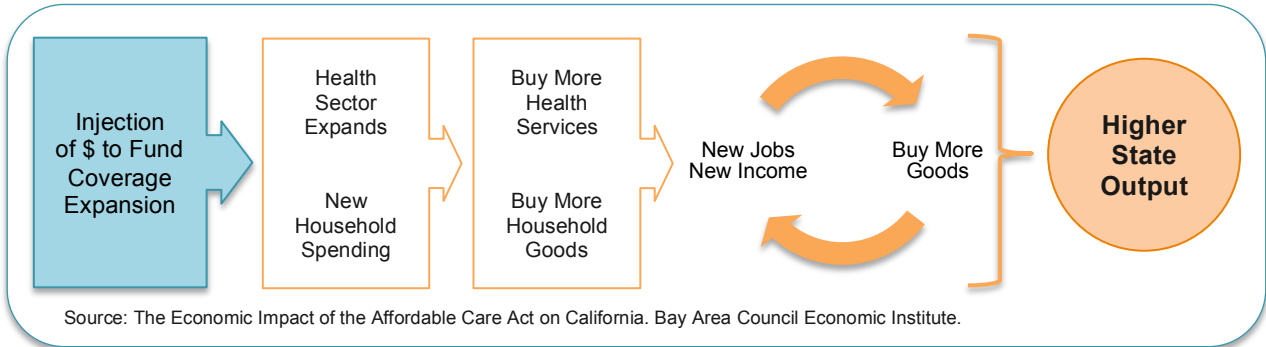 Injection
of $ to Fund
Coverage
Expansion
Health
Sector
Expands
New
Household
Spending
Buy More
Health
Services
Buy More
Household
Goods
New Jobs
New Income
Buy More
Goods
Higher
State
Output
Source: The Economic Impact of the Affordable Care Act on California. Bay Area Council Economic Institute.